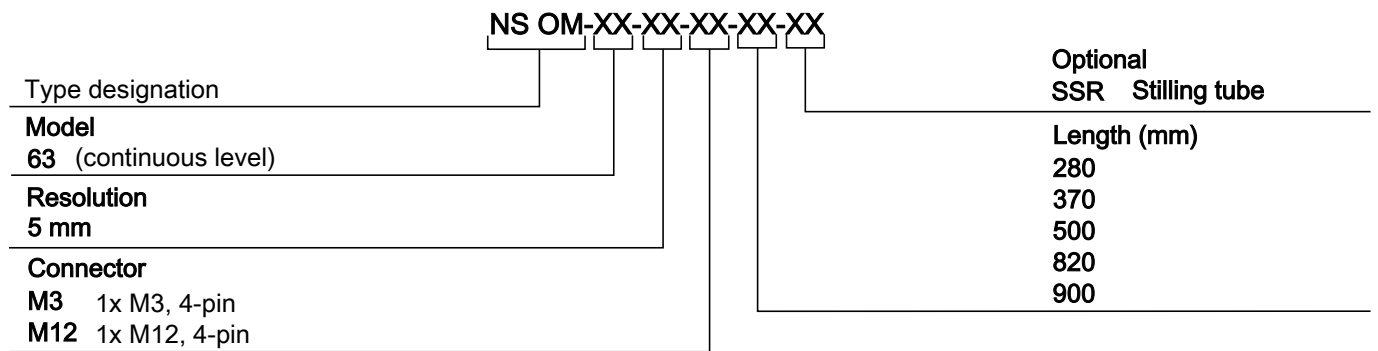 NS OM-XX-XX-XX-XX-XX
Type designation
Model
63 (continuous level)
Resolution
5 mm
Connector
M3 1x M3, 4-pin
M12 1x M12, 4-pin
Optional
SSR Stilling tube
Length (mm)
280
370
500
820
900